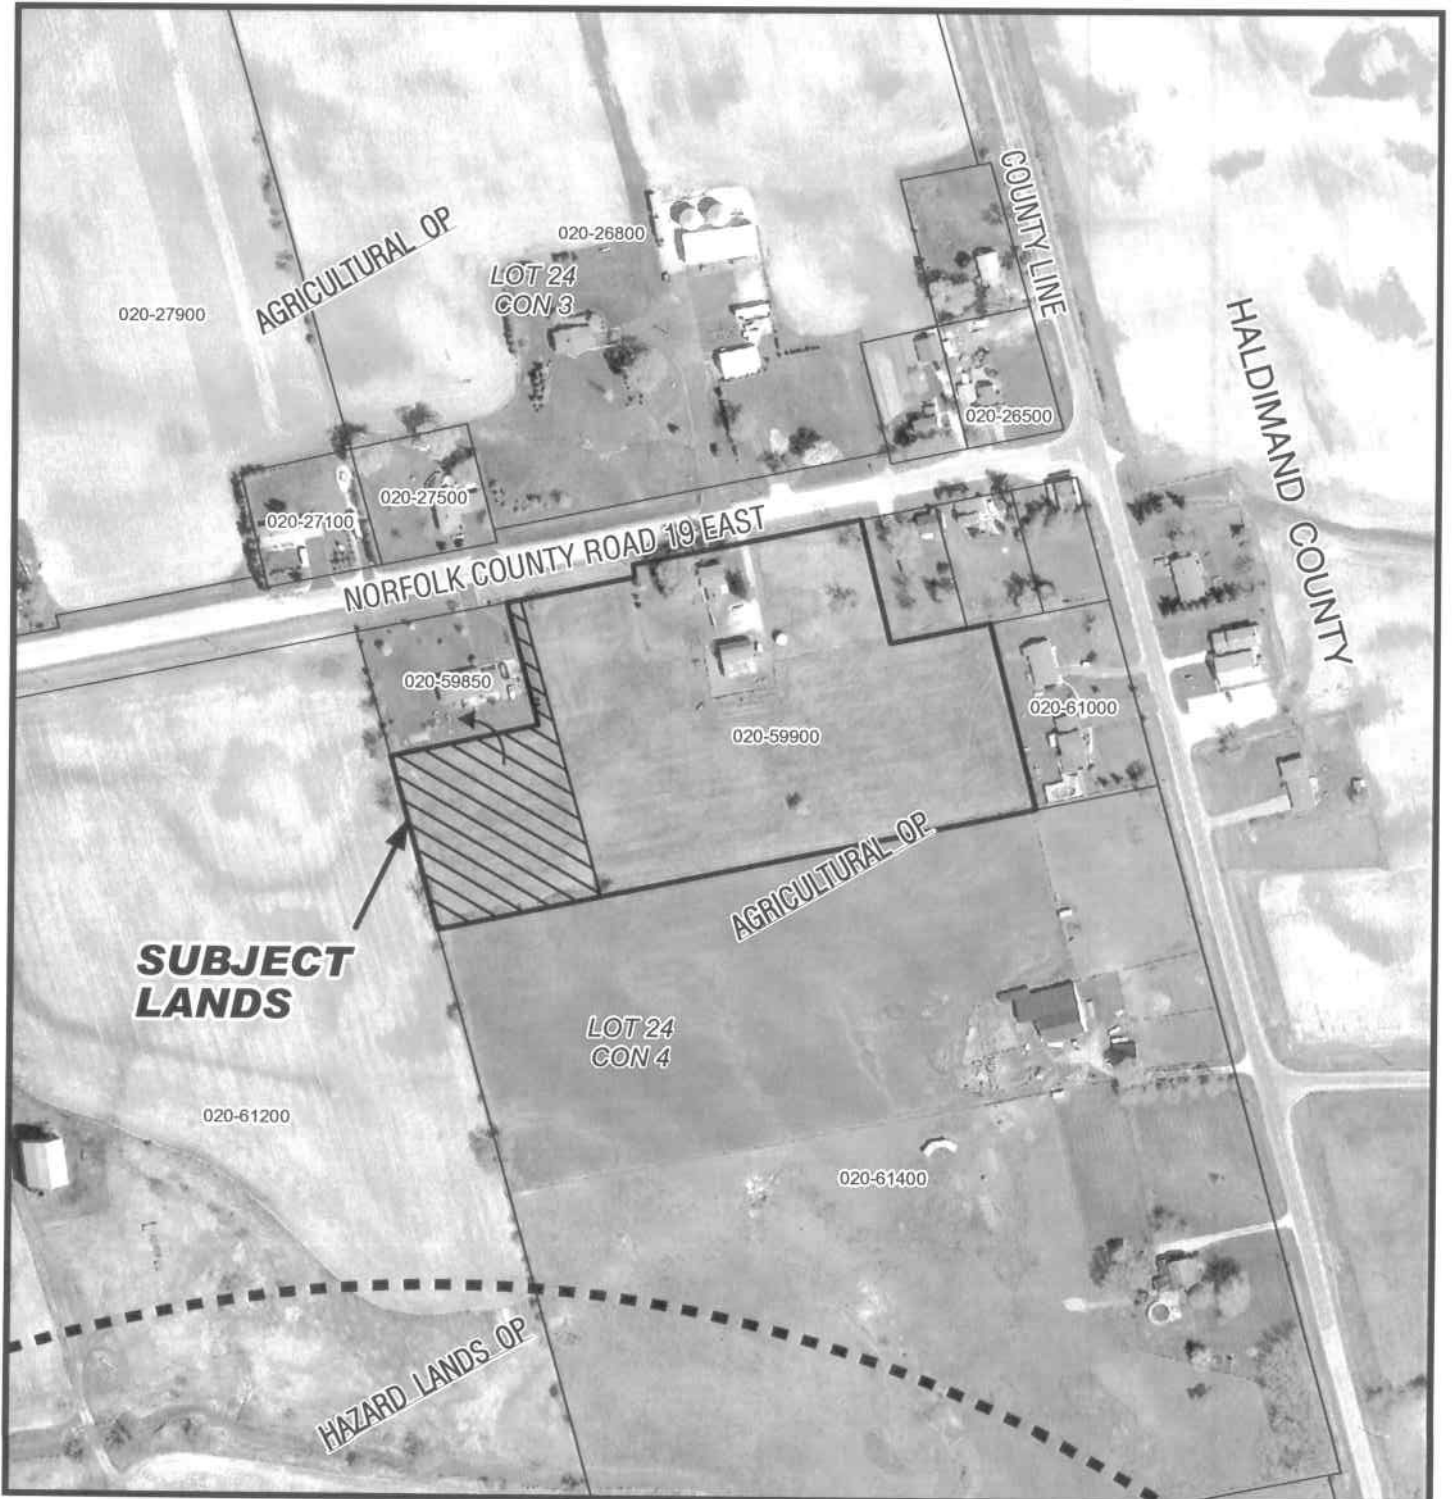 COUNTY LINE
AGRICULTURAL OP
020-26800
LOT 24
CON 3
020-27900
HALDIMAND COUNTY
020-26500
020-27500
020-27100
NORFOLK COUNTY ROAD 19 EAST
020-59850
020-61000
020-59900
AGRICULTURAL OP
SUBJECT
LANDS
LOT 24
CON 4
020-61200
020-61400
HAZARD LANDS OP